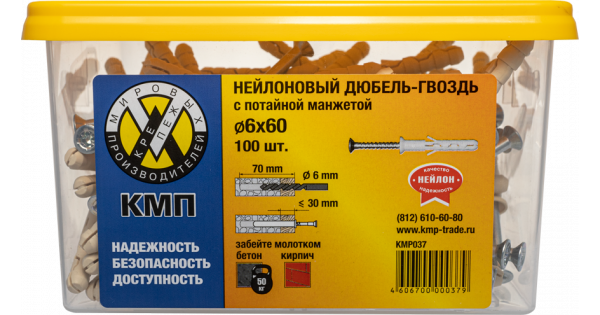 МИРОВЫХ
КРЕПЕЖ
ПРОИЗВОДИТЕЛЕЙ
КМП
НАДЕЖНОСТЬ
БЕЗОПАСНОСТЬ
ДОСТУПНОСТЬ
НЕЙЛОНОВЫЙ ДЮБЕЛЬ-ГВОЗДЬ
с потайной манжетой
ø6x60
100 шт.
70 mm
ø 6 mm
≤ 30 mm
забейте молотком
бетон
кирпич
50
КГ
качество
НЕЙЛОН
надежность
(812) 610-60-80
www.kmp-trade.ru
КМР037
4 606700 000379